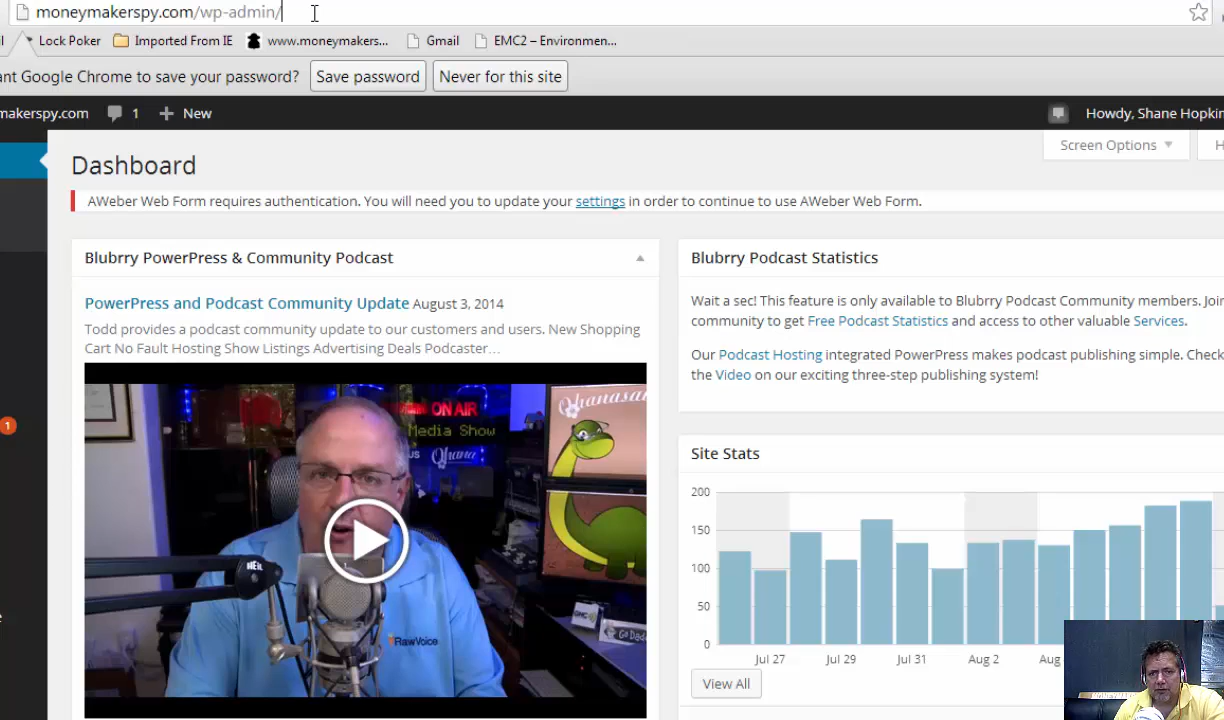 moneymakerspy.com/wp-admin/
il Lock Poker Imported From IE www.moneymakers... Gmail EMC2 – Environmen...
ant Google Chrome to save your password? Save password Never for this site
makerspy.com 1 + New Howdy, Shane Hopkin
Screen Options H
Dashboard
AWeber Web Form requires authentication. You will need you to update your settings in order to continue to use AWeber Web Form.
Blubrry PowerPress & Community Podcast
PowerPress and Podcast Community Update August 3, 2014
Todd provides a podcast community update to our customers and users. New Shopping
Cart No Fault Hosting Show Listings Advertising Deals Podcaster…
ON AIR
Media Show
Ohana
Ohanasau
NEIL
RawVoice
GNC
Go Dad
1
e
Blubrry Podcast Statistics
Wait a sec! This feature is only available to Blubrry Podcast Community members. Join
community to get Free Podcast Statistics and access to other valuable Services.
Our Podcast Hosting integrated PowerPress makes podcast publishing simple. Check
the Video on our exciting three-step publishing system!
Site Stats
200
150
100
50
0
Jul 27 Jul 29 Jul 31 Aug 2 Aug
View All